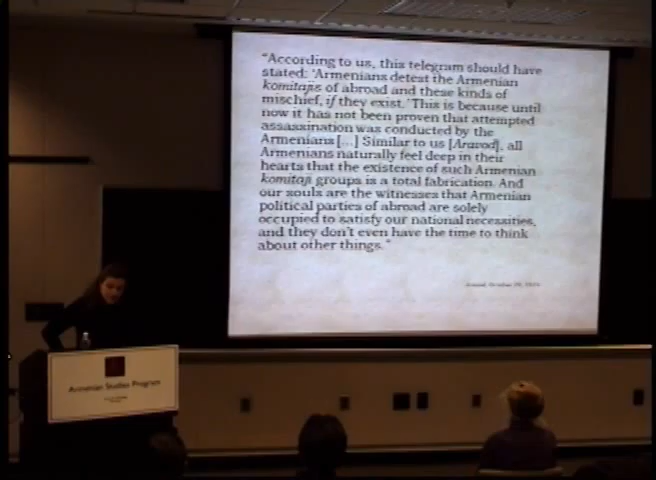 "According to us, this telegram should have
stated: 'Armenians detest the Armenian
komitajis of abroad and these kinds of
mischief, if they exist.' This is because until
now it has not been proven that attempted
assassination was conducted by the
Armenians [...] Similar to us [Aravod], all
Armenians naturally feel deep in their
hearts that the existence of such Armenian
komitaji groups is a total fabrication. And
our souls are the witnesses that Armenian
political parties of abroad are solely
occupied to satisfy our national necessities,
and they don't even have the time to think
about other things."
Armenian Studies Program